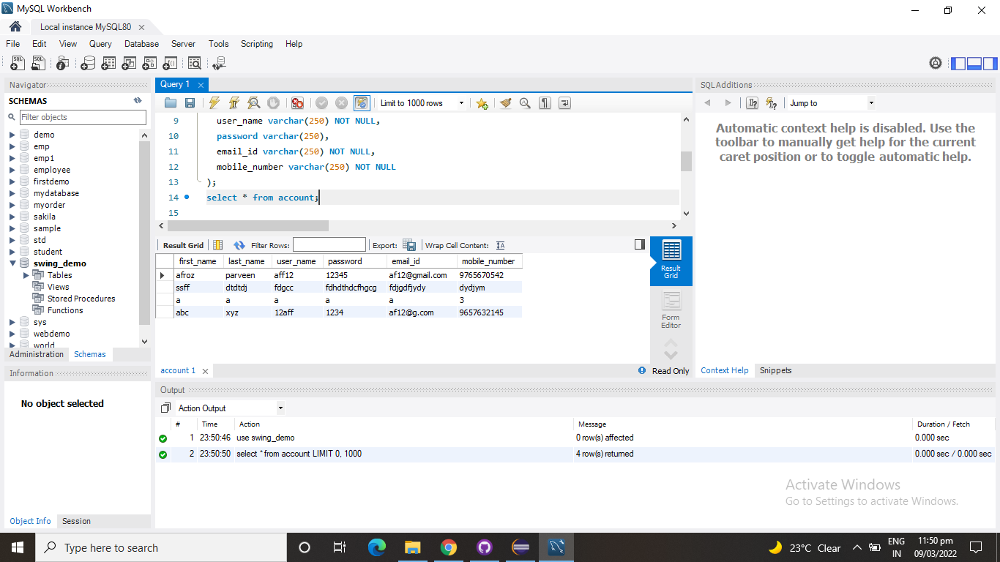 MySQL Workbench
Local instance MySQL80
File Edit View Query Database Server Tools Scripting Help
Navigator
SCHEMAS
Filter objects
demo
emp
emp1
employee
firstdemo
mydatabase
myorder
sakila
sample
std
student
swing_demo
Tables
Views
Stored Procedures
Functions
sys
webdemo
world
Administration Schemas
Information
No object selected
Object Info Session
Query 1
Limit to 1000 rows
9 user_name varchar(250) NOT NULL,
10 password varchar(250),
11 email_id varchar(250) NOT NULL,
12 mobile_number varchar(250) NOT NULL
13 );
14 select * from account;
15
Result Grid Filter Rows: Export: Wrap Cell Content:
first_name last_name user_name password email_id mobile_number
afroz parveen aff12 12345 af12@gmail.com 9765670542
ssff dtdtdj fdgcc fdhdthdcfhgcg fdjgdfjydy dydjym
a a a a a 3
abc xyz 12aff 1234 af12@g.com 9657632145
Result
Grid
Form
Editor
account 1
Read Only
SQLAdditions
Jump to
Automatic context help is disabled. Use the
toolbar to manually get help for the current
caret position or to toggle automatic help.
Context Help Snippets
Output
Action Output
# Time Action Message Duration / Fetch
1 23:50:46 use swing_demo 0 row(s) affected 0.000 sec
2 23:50:50 select * from account LIMIT 0, 1000 4 row(s) returned 0.000 sec / 0.000 sec
Activate Windows
Go to Settings to activate Windows.
Type here to search
23°C Clear
ENG
IN
11:50 pm
09/03/2022